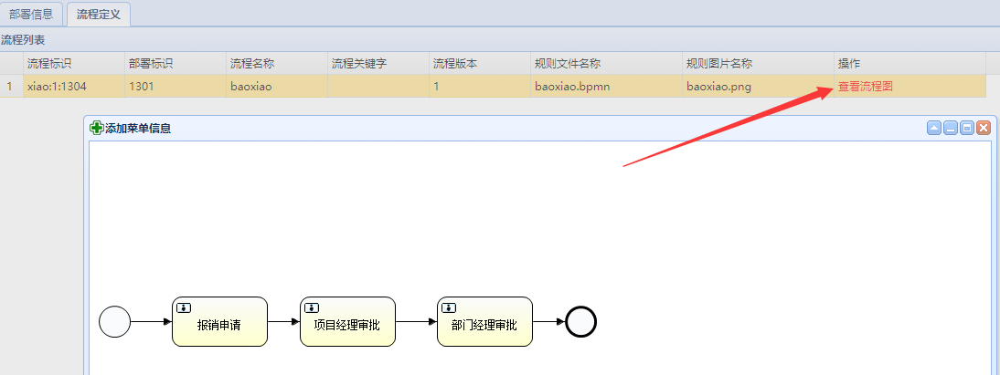 部署信息 流程定义
流程列表
流程标识 部署标识 流程名称 流程关键字 流程版本 规则文件名称 规则图片名称 操作
1 xiao:1:1304 1301 baoxiao 1 baoxiao.bpmn baoxiao.png 查看流程图
添加菜单信息
报销申请 项目经理审批 部门经理审批